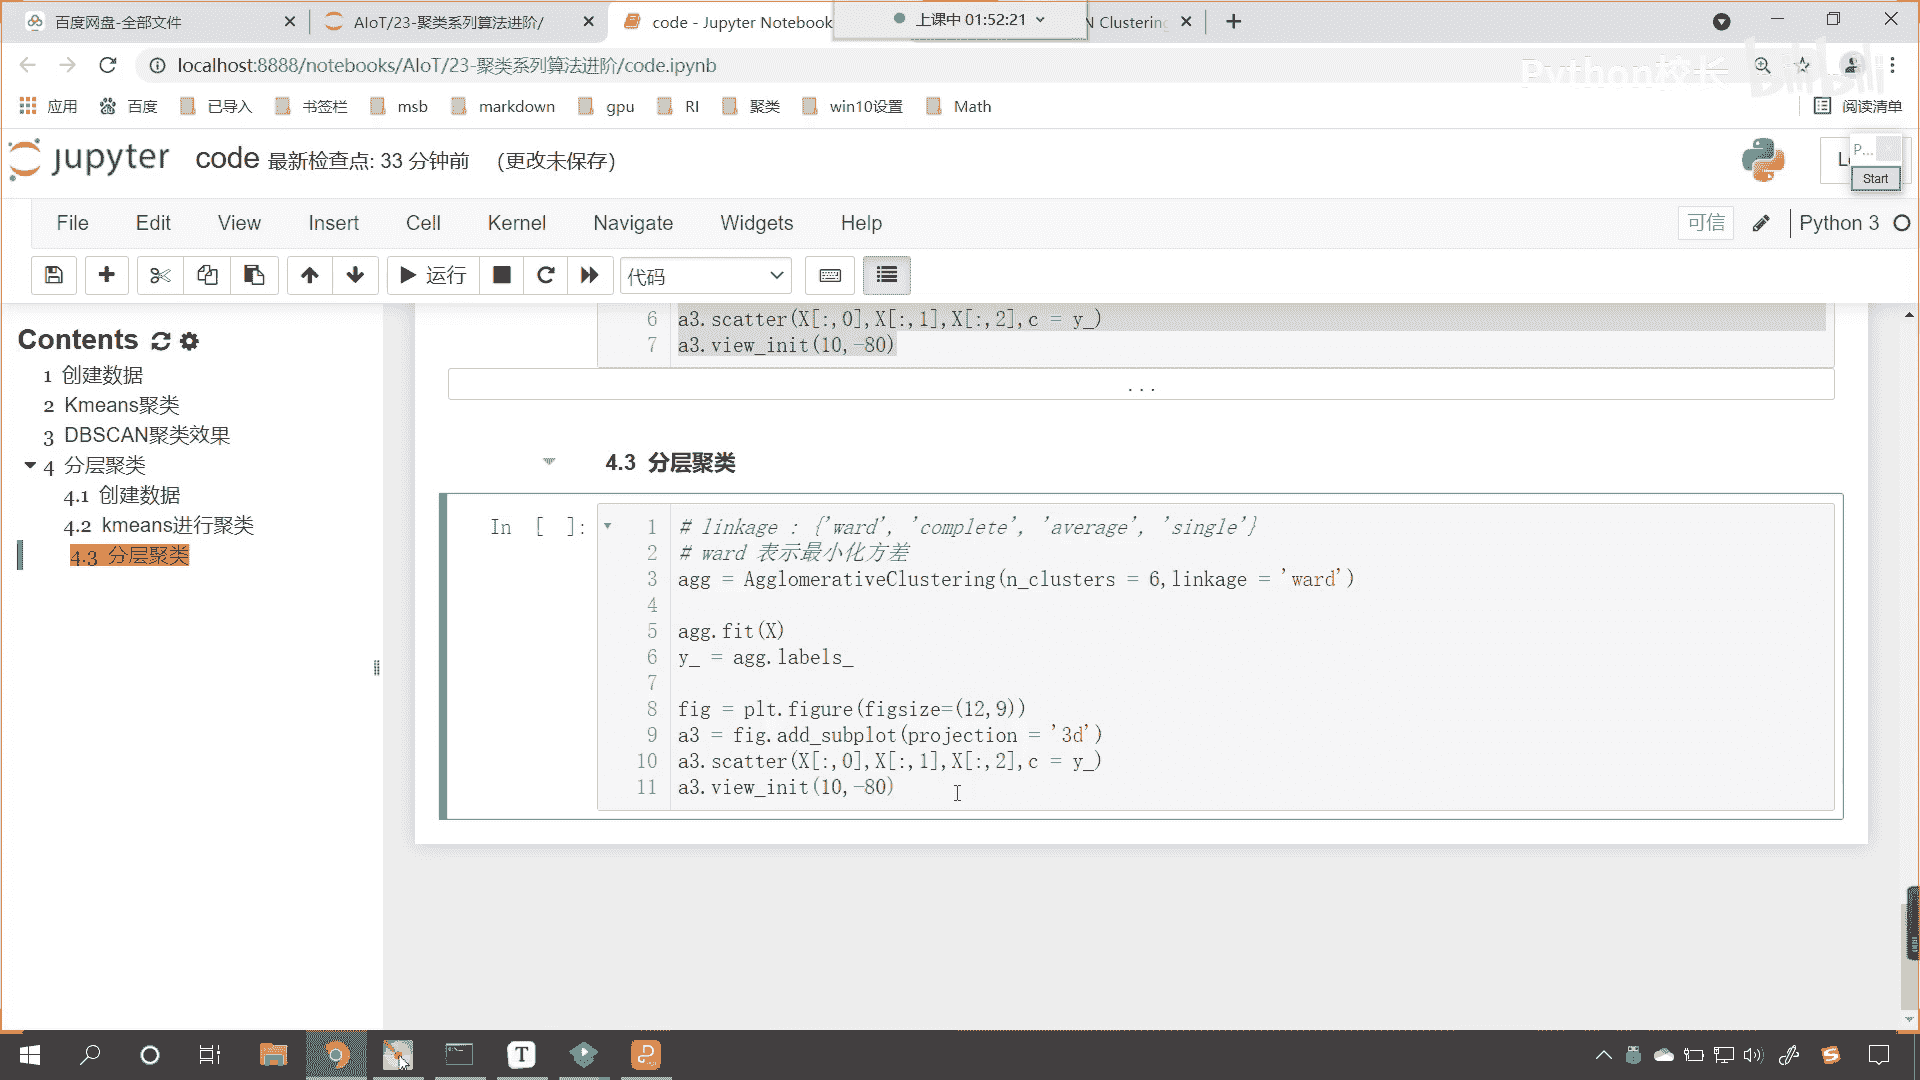 百度网盘-全部文件
AIoT/23-聚类系列算法进阶/
code - Jupyter Notebook
上课中 01:52:21
N Clustering
localhost:8888/notebooks/AIoT/23-聚类系列算法进阶/code.ipynb
Python校长
bilibili
应用 百度 已导入 书签栏 msb markdown gpu RI 聚类 win10设置 Math 阅读清单
jupyter code 最新检查点: 33 分钟前 (更改未保存)
P...
Start
File Edit View Insert Cell Kernel Navigate Widgets Help 可信 Python 3
运行 代码
Contents
1 创建数据
2 Kmeans聚类
3 DBSCAN聚类效果
4 分层聚类
4.1 创建数据
4.2 kmeans进行聚类
4.3 分层聚类
6 a3.scatter(X[:,0],X[:,1],X[:,2],c = y_)
7 a3.view_init(10,-80)
...
4.3 分层聚类
In [ ]:
1 # linkage : {'ward', 'complete', 'average', 'single'}
2 # ward 表示最小化方差
3 agg = AgglomerativeClustering(n_clusters = 6,linkage = 'ward')
4
5 agg.fit(X)
6 y_ = agg.labels_
7
8 fig = plt.figure(figsize=(12,9))
9 a3 = fig.add_subplot(projection = '3d')
10 a3.scatter(X[:,0],X[:,1],X[:,2],c = y_)
11 a3.view_init(10,-80)